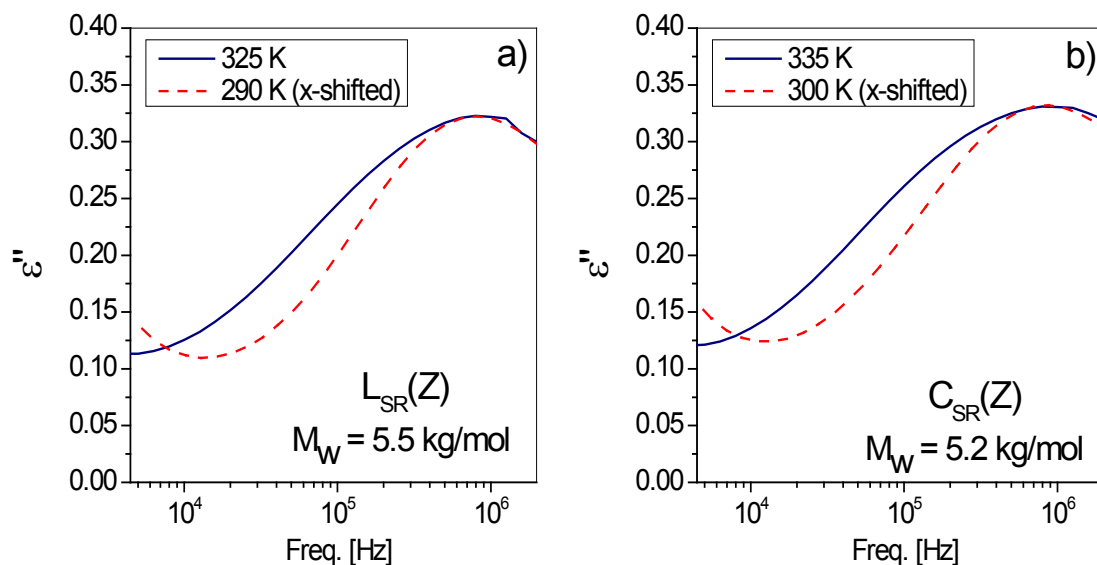 a)
325 K
290 K (x-shifted)
0.40
0.35
0.30
0.25
0.20
0.15
0.10
0.05
0.00
ε"
L_SR(Z)
M_W = 5.5 kg/mol
10^4 10^5 10^6
Freq. [Hz]
b)
335 K
300 K (x-shifted)
0.40
0.35
0.30
0.25
0.20
0.15
0.10
0.05
0.00
ε"
C_SR(Z)
M_W = 5.2 kg/mol
10^4 10^5 10^6
Freq. [Hz]